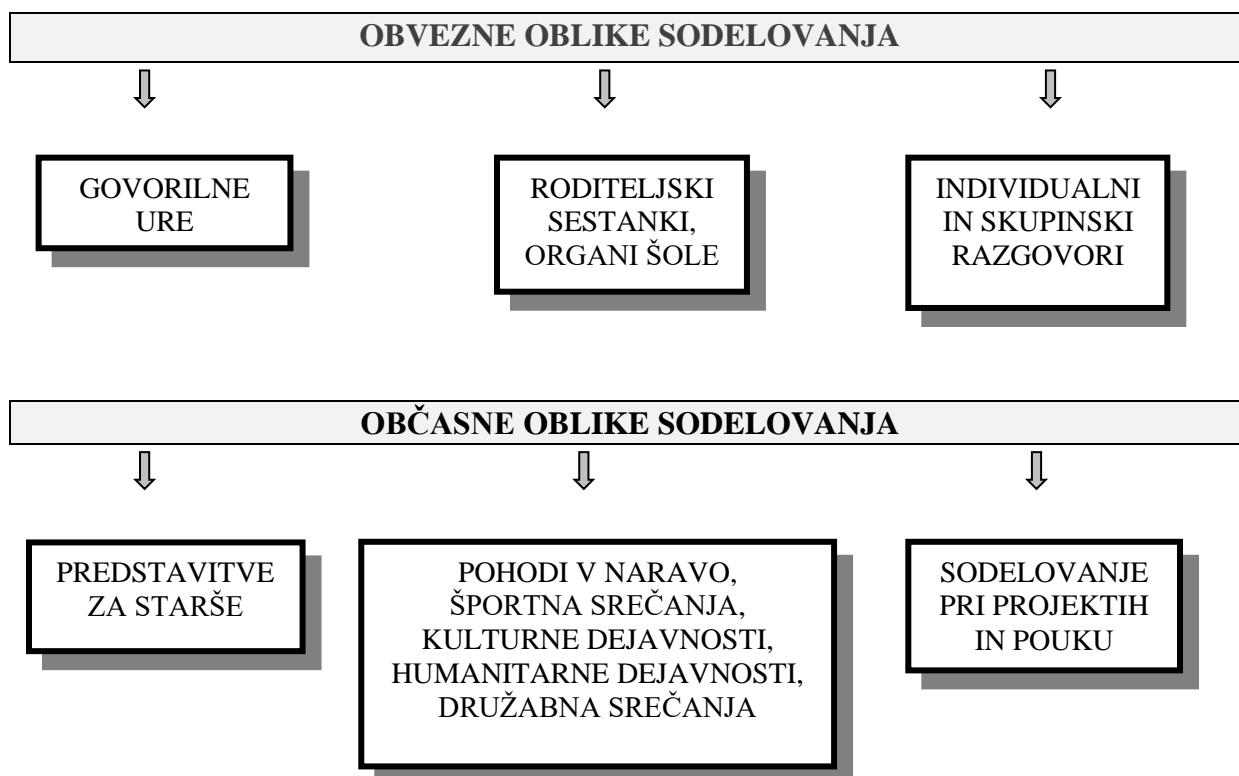 OBVEZNE OBLIKE SODELOVANJA
GOVORILNE
URE
RODITELJSKI
SESTANKI,
ORGANI ŠOLE
INDIVIDUALNI
IN SKUPINSKI
RAZGOVORI
OBČASNE OBLIKE SODELOVANJA
PREDSTAVITVE
ZA STARŠE
POHODI V NARAVO,
ŠPORTNA SREČANJA,
KULTURNE DEJAVNOSTI,
HUMANITARNE DEJAVNOSTI,
DRUŽABNA SREČANJA
SODELOVANJE
PRI PROJEKTIH
IN POUKU